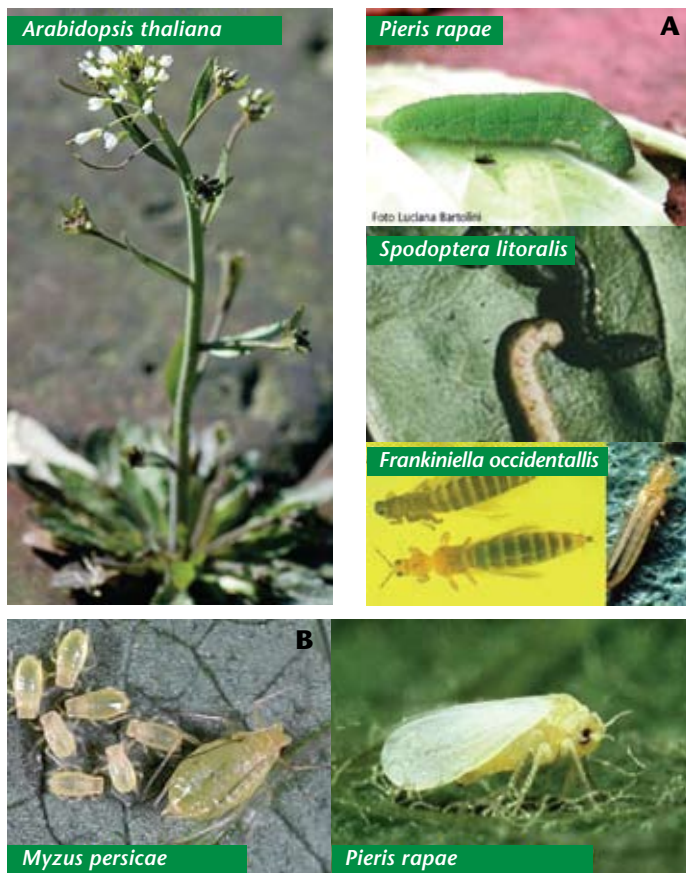 Arabidopsis thaliana
Pieris rapae
A
Foto Luciana Bartolini
Spodoptera litoralis
Frankiniella occidentallis
B
Myzus persicae
Pieris rapae